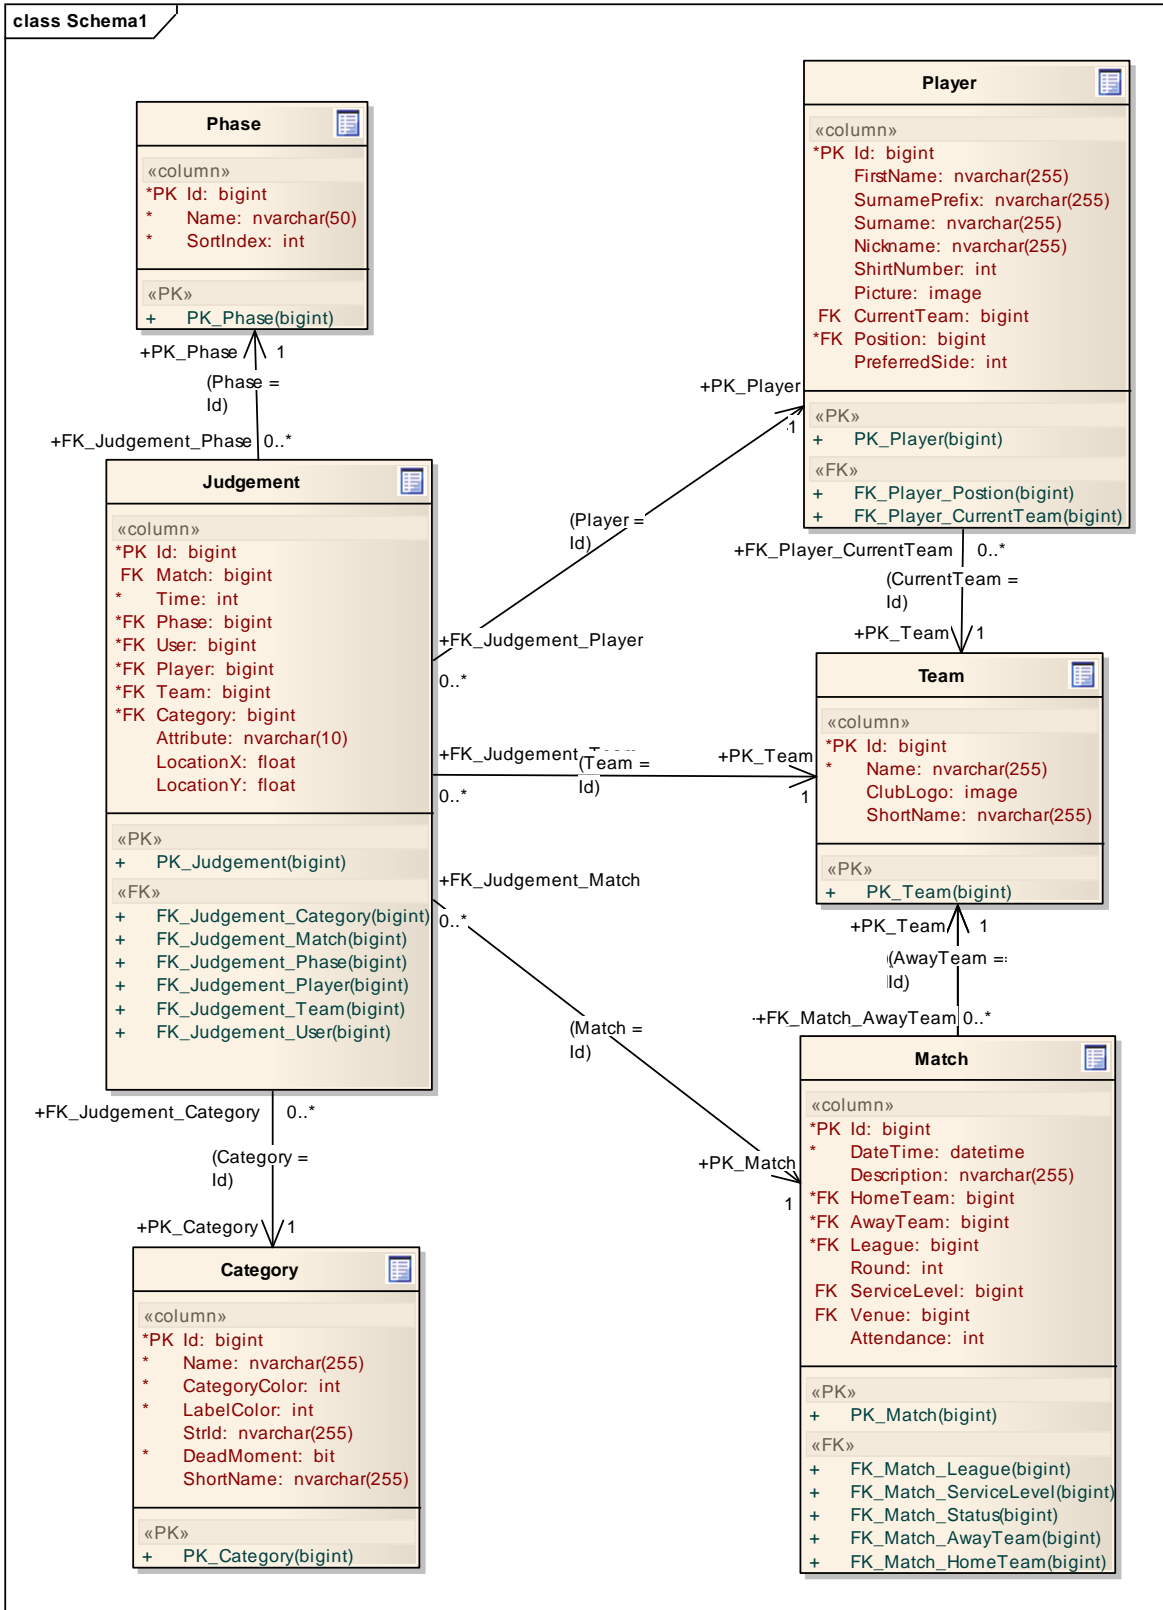 class Schema1
Phase
«column»
*PK Id: bigint
* Name: nvarchar(50)
* SortIndex: int
«PK»
+ PK_Phase(bigint)
+PK_Phase 1
(Phase =
Id)
+FK_Judgement_Phase 0..*
Judgement
«column»
*PK Id: bigint
FK Match: bigint
* Time: int
*FK Phase: bigint
*FK User: bigint
*FK Player: bigint
*FK Team: bigint
*FK Category: bigint
Attribute: nvarchar(10)
LocationX: float
LocationY: float
«PK»
+ PK_Judgement(bigint)
«FK»
+ FK_Judgement_Category(bigint)
+ FK_Judgement_Match(bigint)
+ FK_Judgement_Phase(bigint)
+ FK_Judgement_Player(bigint)
+ FK_Judgement_Team(bigint)
+ FK_Judgement_User(bigint)
+FK_Judgement_Category 0..*
(Category =
Id)
+PK_Category 1
Category
«column»
*PK Id: bigint
* Name: nvarchar(255)
* CategoryColor: int
* LabelColor: int
StrId: nvarchar(255)
* DeadMoment: bit
ShortName: nvarchar(255)
«PK»
+ PK_Category(bigint)
+PK_Player
1
(Player =
Id)
+FK_Judgement_Player
0..*
+FK_Judgement_Team
0..*
(Team =
Id)
+PK_Team
1
+FK_Judgement_Match
0..*
(Match =
Id)
+PK_Match
1
Player
«column»
*PK Id: bigint
FirstName: nvarchar(255)
SurnamePrefix: nvarchar(255)
Surname: nvarchar(255)
Nickname: nvarchar(255)
ShirtNumber: int
Picture: image
FK CurrentTeam: bigint
*FK Position: bigint
PreferredSide: int
«PK»
+ PK_Player(bigint)
«FK»
+ FK_Player_Postion(bigint)
+ FK_Player_CurrentTeam(bigint)
+FK_Player_CurrentTeam 0..*
(CurrentTeam =
Id)
+PK_Team 1
Team
«column»
*PK Id: bigint
* Name: nvarchar(255)
ClubLogo: image
ShortName: nvarchar(255)
«PK»
+ PK_Team(bigint)
+PK_Team 1
(AwayTeam =
Id)
+FK_Match_AwayTeam 0..*
Match
«column»
*PK Id: bigint
* DateTime: datetime
Description: nvarchar(255)
*FK HomeTeam: bigint
*FK AwayTeam: bigint
*FK League: bigint
Round: int
FK ServiceLevel: bigint
FK Venue: bigint
Attendance: int
«PK»
+ PK_Match(bigint)
«FK»
+ FK_Match_League(bigint)
+ FK_Match_ServiceLevel(bigint)
+ FK_Match_Status(bigint)
+ FK_Match_AwayTeam(bigint)
+ FK_Match_HomeTeam(bigint)